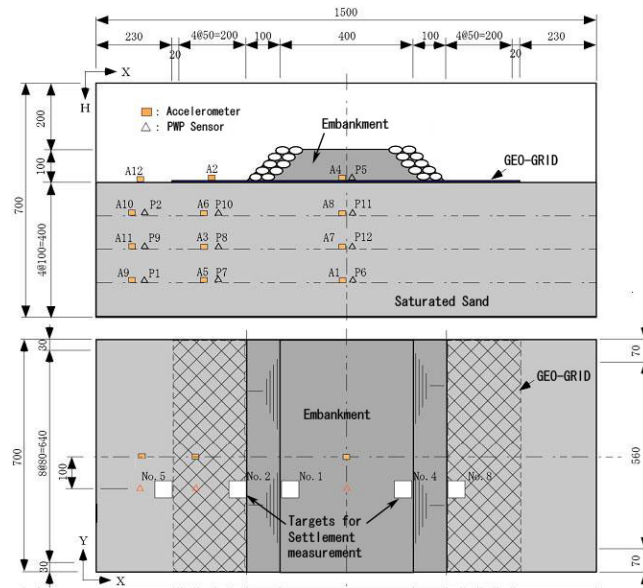 1500
230
4@50=200
100
400
100
4@50=200
230
20
20
X
H
: Accelerometer
: PWP Sensor
Embankment
GEO-GRID
200
100
700
4@100=400
A12
A2
A4 P5
A10 P2
A6 P10
A8 P11
A11 P9
A3 P8
A7 P12
A9 P1
A5 P7
A1 P6
Saturated Sand
30
70
GEO-GRID
Embankment
700
8@80=640
100
560
No.5
No.2
No.1
No.4
No.8
Targets for
Settlement
measurement
30
70
Y
X